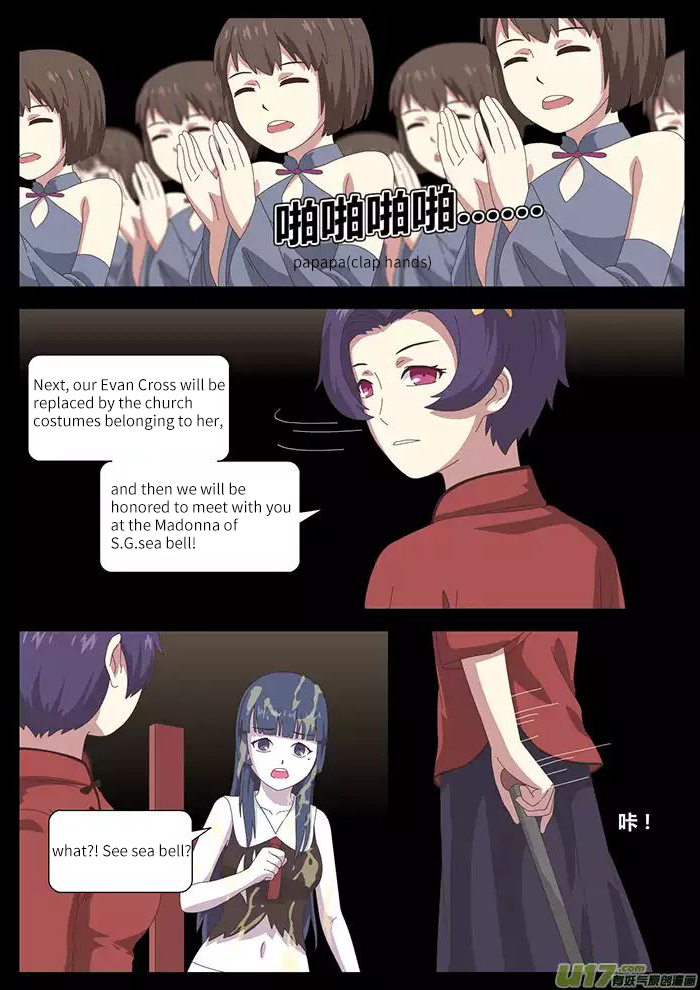 啪啪啪啪......
papapa(clap hands)
Next, our Evan Cross will be
replaced by the church
costumes belonging to her,
and then we will be
honored to meet with you
at the Madonna of
S.G.sea bell!
what?! See sea bell?
咔！
U17.com
有妖气原创漫画